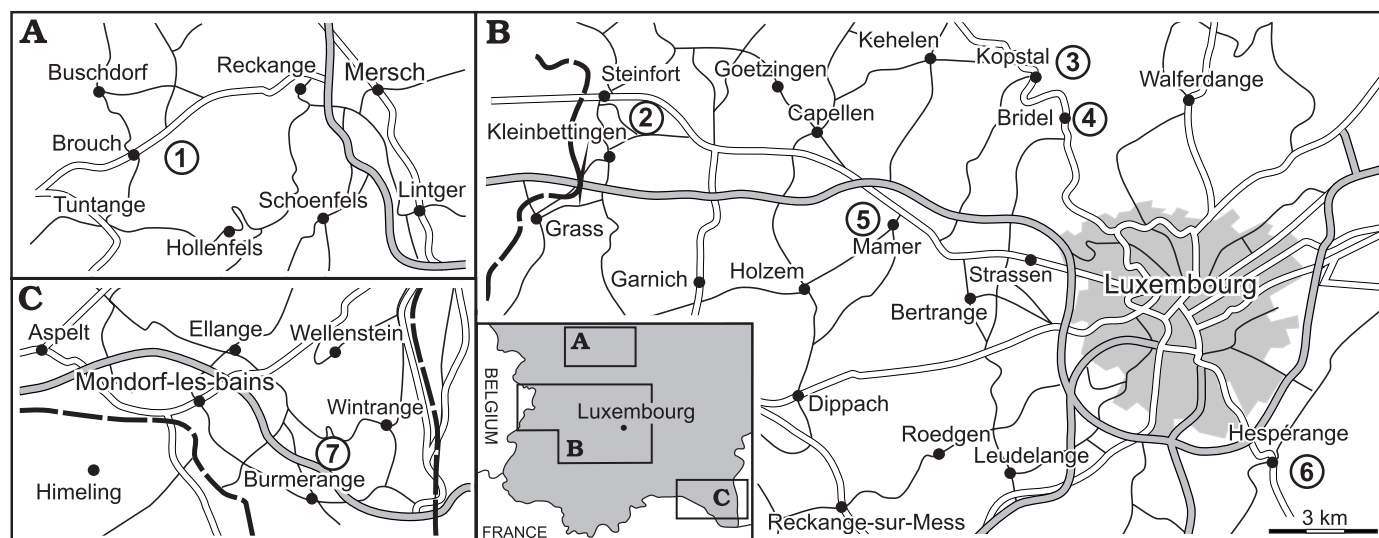 A
Buschdorf
Reckange
Mersch
Brouch
1
Tuntange
Schoenfels
Lintger
Hollenfels
B
Steinfort
2
Kleinbettingen
Goetzingen
Capellen
Kehelen
Kopstal
3
Bridel
4
Walferdange
Grass
5
Mamer
Garnich
Holzem
Strassen
Bertrange
Luxembourg
Dippach
Roedgen
Leudelange
Hespérange
6
Reckange-sur-Mess
3 km
C
Aspelt
Ellange
Wellenstein
Mondorf-les-bains
Wintrange
7
Burmerange
Himeling
A
BELGIUM
Luxembourg
B
C
FRANCE